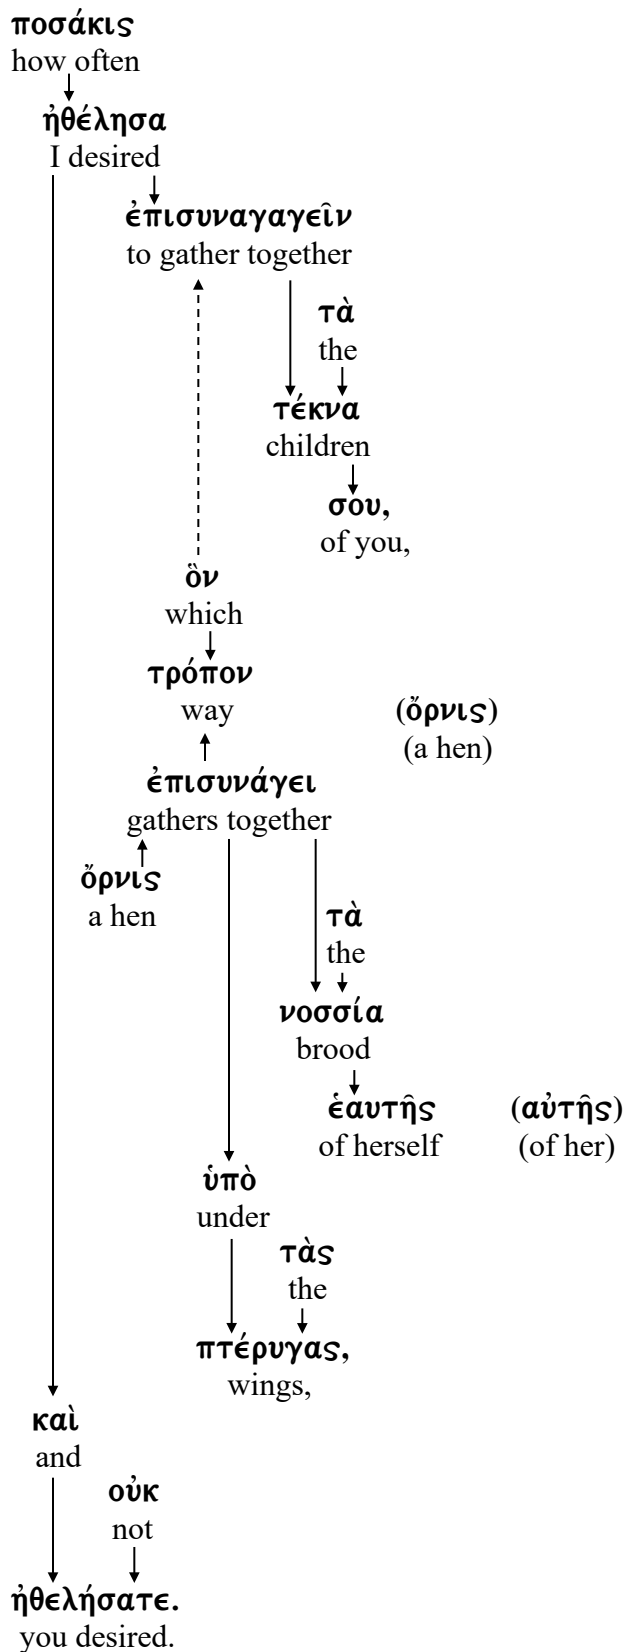 ποσάκις
how often
ἠθέλησα
I desired
ἐπισυναγαγεῖν
to gather together
τὰ
the
τέκνα
children
σου,
of you,
ὃν
which
τρόπον
way
(ὄρνις)
(a hen)
ἐπισυνάγει
gathers together
ὄρνις
a hen
τὰ
the
νοσσία
brood
ἑαυτῆς (αὐτῆς)
of herself (of her)
ὑπὸ
under
τὰς
the
πτέρυγας,
wings,
καὶ
and
οὐκ
not
ἠθελήσατε.
you desired.